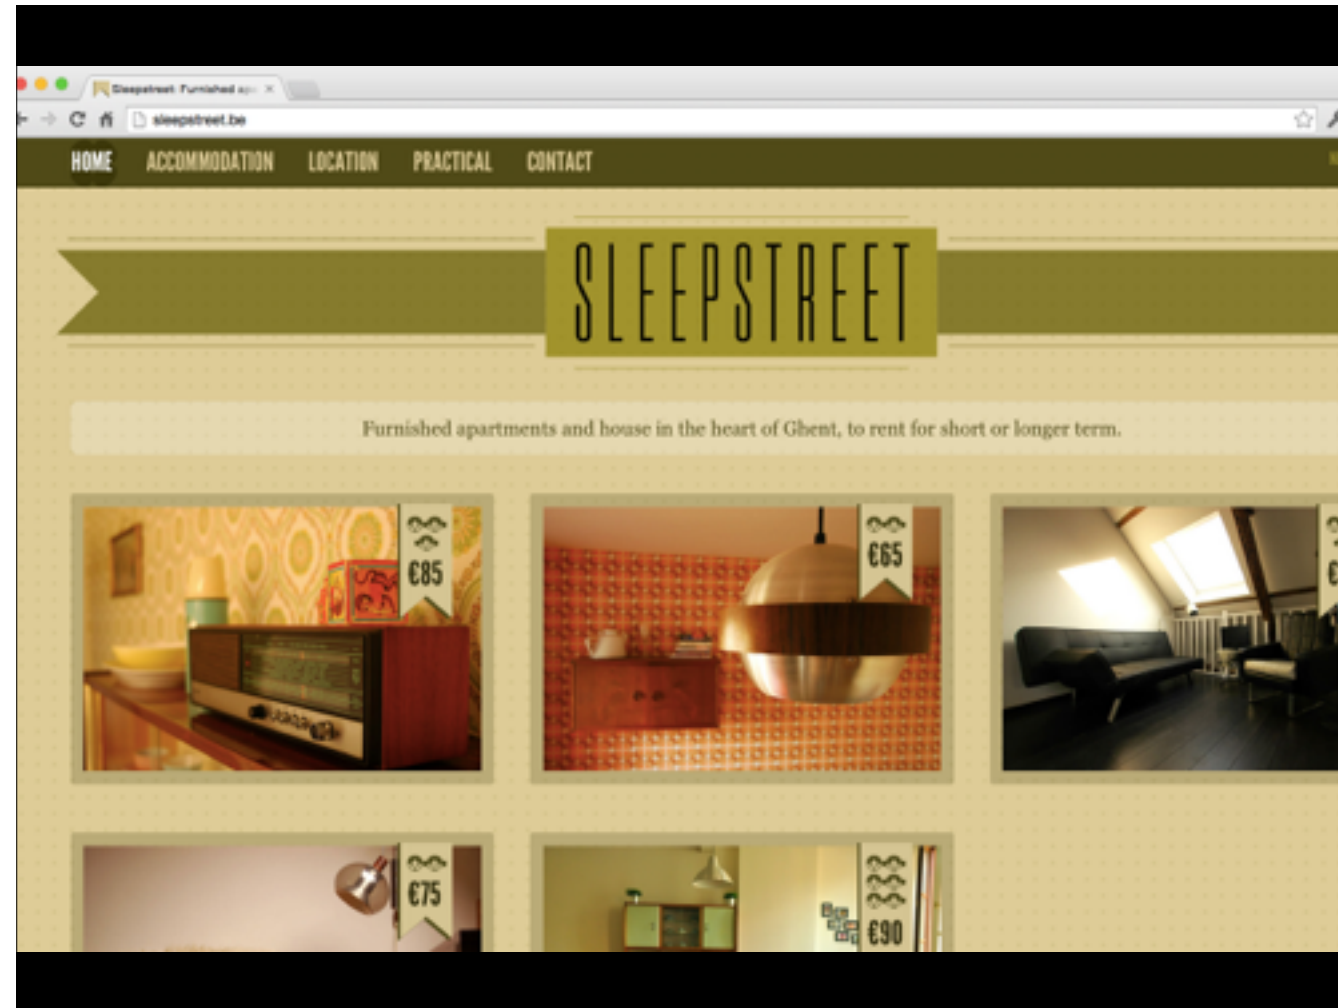 Sleepstreet: Furnished apa
sleepstreet.be
HOME ACCOMMODATION LOCATION PRACTICAL CONTACT
SLEEPSTREET
Furnished apartments and house in the heart of Ghent, to rent for short or longer term.
€85
€65
€75
€90